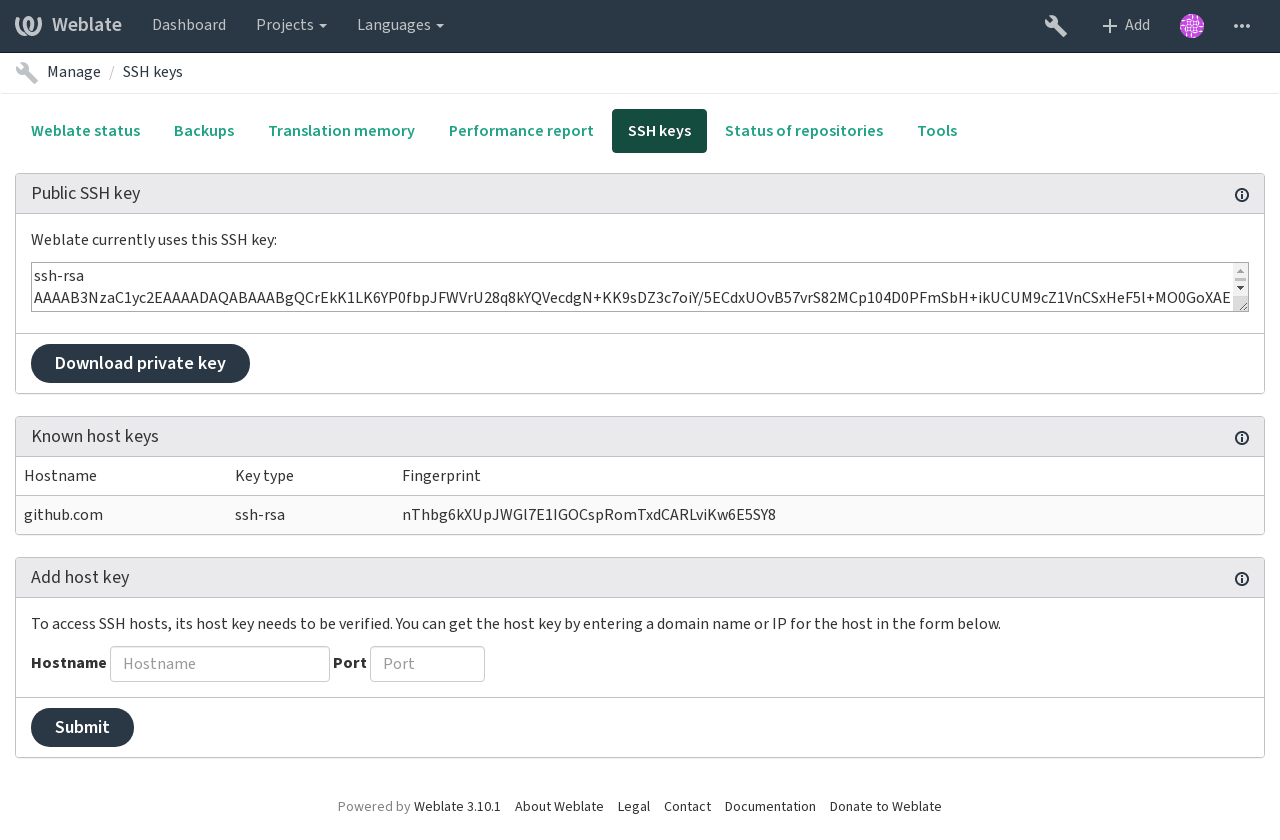 Weblate Dashboard Projects Languages Add
Manage / SSH keys
Weblate status Backups Translation memory Performance report SSH keys Status of repositories Tools
Public SSH key
Weblate currently uses this SSH key:
ssh-rsa
AAAAB3NzaC1yc2EAAAADAQABAAABgQCrEkK1LK6YP0fbpJFWVrU28q8kYQVecdgN+KK9sDZ3c7oiY/5ECdxUOvB57vrS82MCp104D0PFmSbH+ikUCUM9cZ1VnCSxHeF5l+MO0GoXAE
Download private key
Known host keys
Hostname Key type Fingerprint
github.com ssh-rsa nThbg6kXUpJWGl7E1IGOCspRomTxdCARLviKw6E5SY8
Add host key
To access SSH hosts, its host key needs to be verified. You can get the host key by entering a domain name or IP for the host in the form below.
Hostname Hostname Port Port
Submit
Powered by Weblate 3.10.1 About Weblate Legal Contact Documentation Donate to Weblate